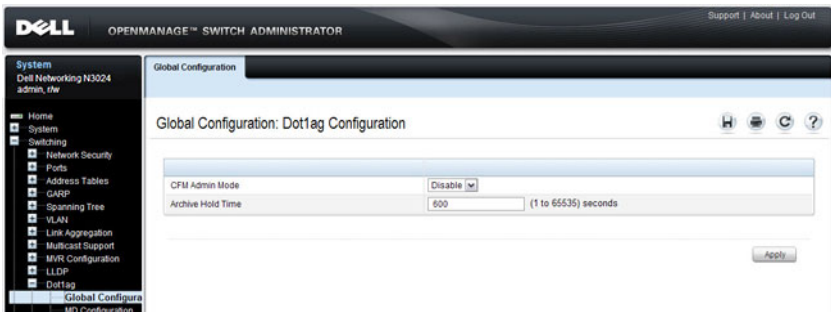 Support | About | Log Out
DELL OPENMANAGE™ SWITCH ADMINISTRATOR
System
Dell Networking N3024
admin, r/w
Global Configuration
Home
System
Switching
Network Security
Ports
Address Tables
GARP
Spanning Tree
VLAN
Link Aggregation
Multicast Support
MVR Configuration
LLDP
Dot1ag
Global Configura
MD Configuration
Global Configuration: Dot1ag Configuration
?
CFM Admin Mode Disable
Archive Hold Time 600 (1 to 65535) seconds
Apply